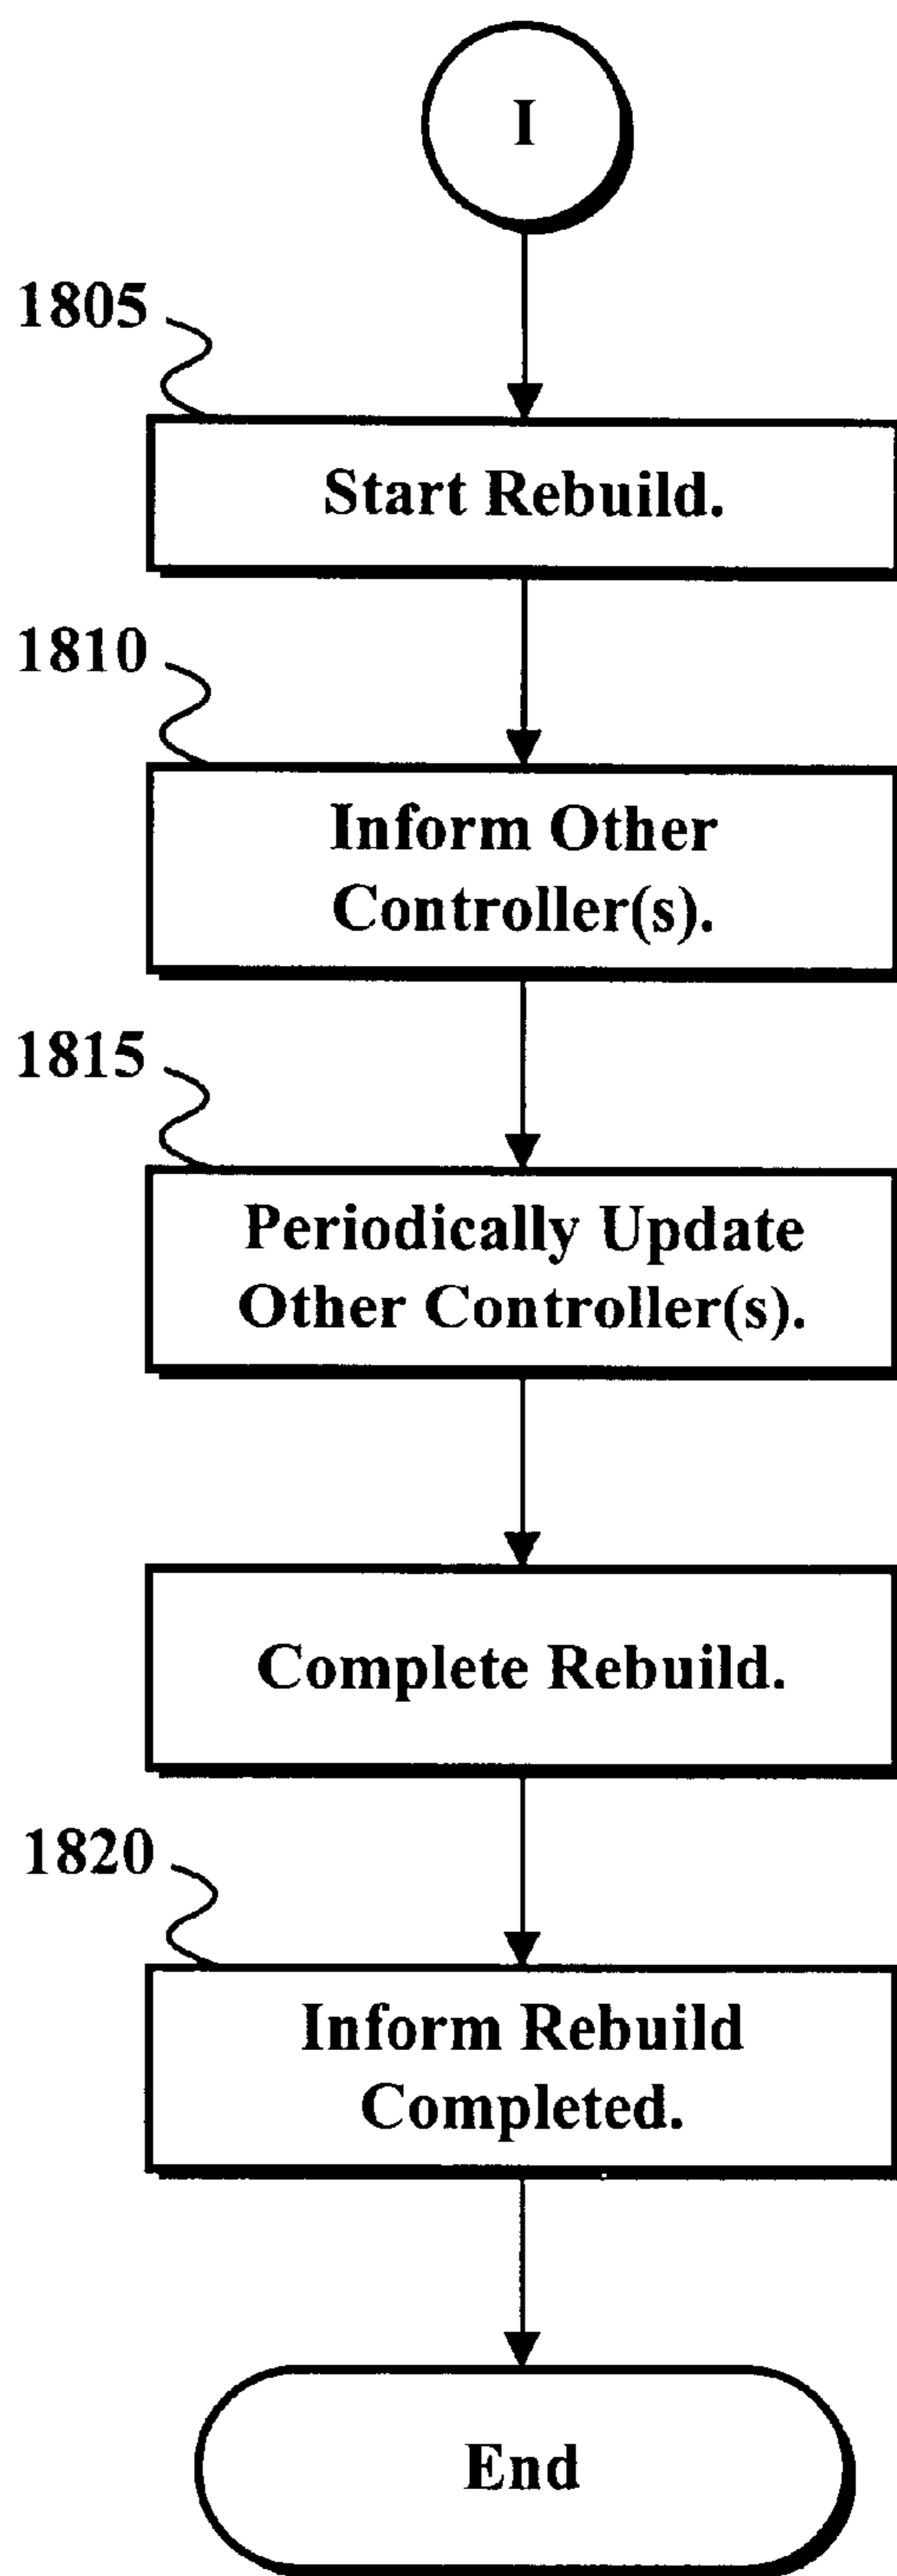 I
1805
Start Rebuild.
1810
Inform Other
Controller(s).
1815
Periodically Update
Other Controller(s).
Complete Rebuild.
1820
Inform Rebuild
Completed.
End